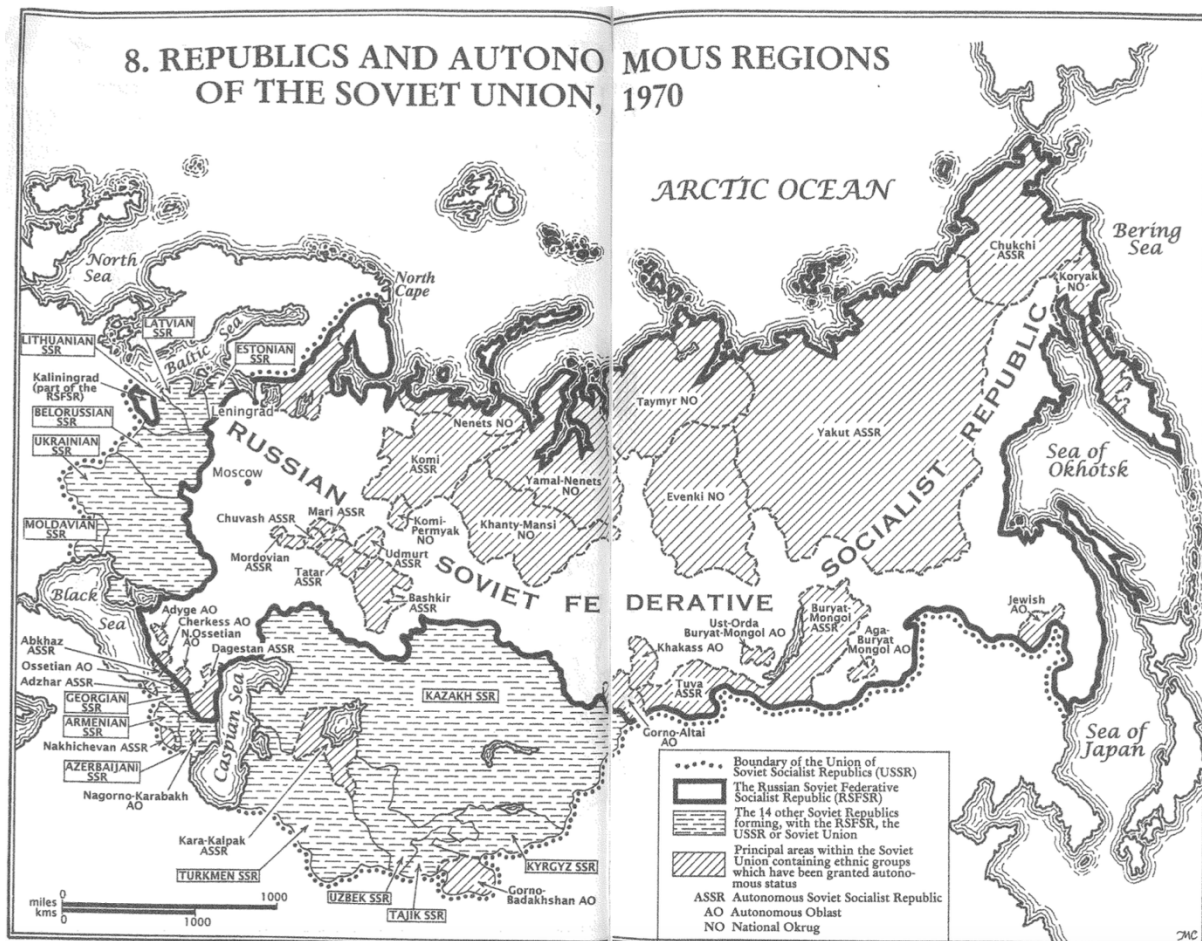 8. REPUBLICS AND AUTONOMOUS REGIONS
OF THE SOVIET UNION, 1970
ARCTIC OCEAN
Bering
Sea
North
Sea
North
Cape
Chukchi
ASSR
Koryak
NO
LATVIAN
SSR
LITHUANIAN
SSR
Baltic Sea
ESTONIAN
SSR
Kaliningrad
(part of the
RSFSR)
Leningrad
BELORUSSIAN
SSR
UKRAINIAN
SSR
MOLDAVIAN
SSR
Moscow
RUSSIAN SOVIET FEDERATIVE SOCIALIST REPUBLIC
Nenets NO
Komi
ASSR
Yamal-Nenets
NO
Taymyr NO
Yakut ASSR
Evenki NO
Sea of
Okhotsk
Mari ASSR
Chuvash ASSR
Komi-
Permyak
NO
Khanty-Mansi
NO
Mordovian
ASSR
Tatar
ASSR
Udmurt
ASSR
Bashkir
ASSR
Black
Sea
Adyge AO
Cherkess AO
N.Ossetian
AO
Dagestan ASSR
Abkhaz
ASSR
Ossetian AO
Adzhar ASSR
GEORGIAN
SSR
ARMENIAN
SSR
Nakhichevan ASSR
AZERBAIJANI
SSR
Nagorno-Karabakh
AO
Caspian Sea
KAZAKH SSR
Kara-Kalpak
ASSR
TURKMEN SSR
UZBEK SSR
TAJIK SSR
KYRGYZ SSR
Gorno-
Badakhshan AO
Ust-Orda
Buryat-Mongol AO
Khakass AO
Tuva
ASSR
Gorno-Altai
AO
Buryat-
Mongol
ASSR
Aga-
Buryat
Mongol AO
Jewish
AO
Sea of
Japan
miles
kms
0
1000
0
1000
Boundary of the Union of
Soviet Socialist Republics (USSR)
The Russian Soviet Federative
Socialist Republic (RSFSR)
The 14 other Soviet Republics
forming, with the RSFSR, the
USSR or Soviet Union
Principal areas within the Soviet
Union containing ethnic groups
which have been granted autono-
mous status
ASSR Autonomous Soviet Socialist Republic
AO Autonomous Oblast
NO National Okrug